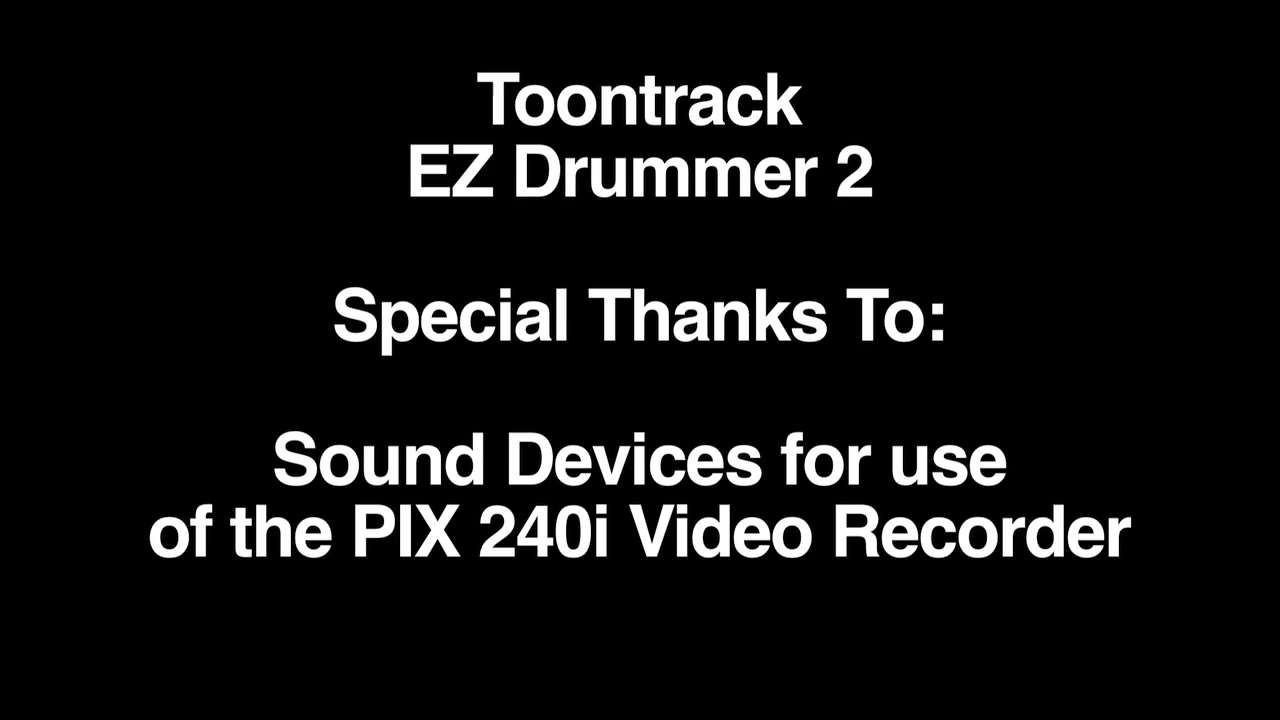 Toontrack
EZ Drummer 2
Special Thanks To:
Sound Devices for use
of the PIX 240i Video Recorder